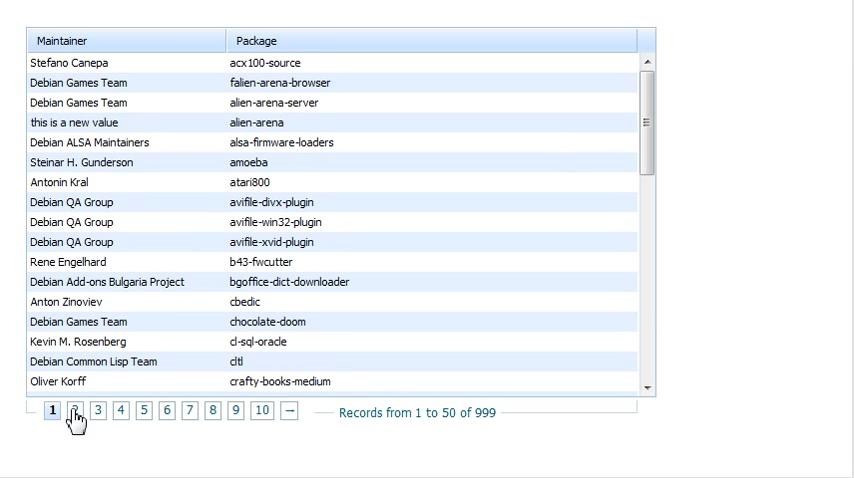 Maintainer Package
Stefano Canepa acx100-source
Debian Games Team falien-arena-browser
Debian Games Team alien-arena-server
this is a new value alien-arena
Debian ALSA Maintainers alsa-firmware-loaders
Steinar H. Gunderson amoeba
Antonin Kral atari800
Debian QA Group avifile-divx-plugin
Debian QA Group avifile-win32-plugin
Debian QA Group avifile-xvid-plugin
Rene Engelhard b43-fwcutter
Debian Add-ons Bulgaria Project bgoffice-dict-downloader
Anton Zinoviev cbedic
Debian Games Team chocolate-doom
Kevin M. Rosenberg cl-sql-oracle
Debian Common Lisp Team cltl
Oliver Korff crafty-books-medium
1 2 3 4 5 6 7 8 9 10 → Records from 1 to 50 of 999